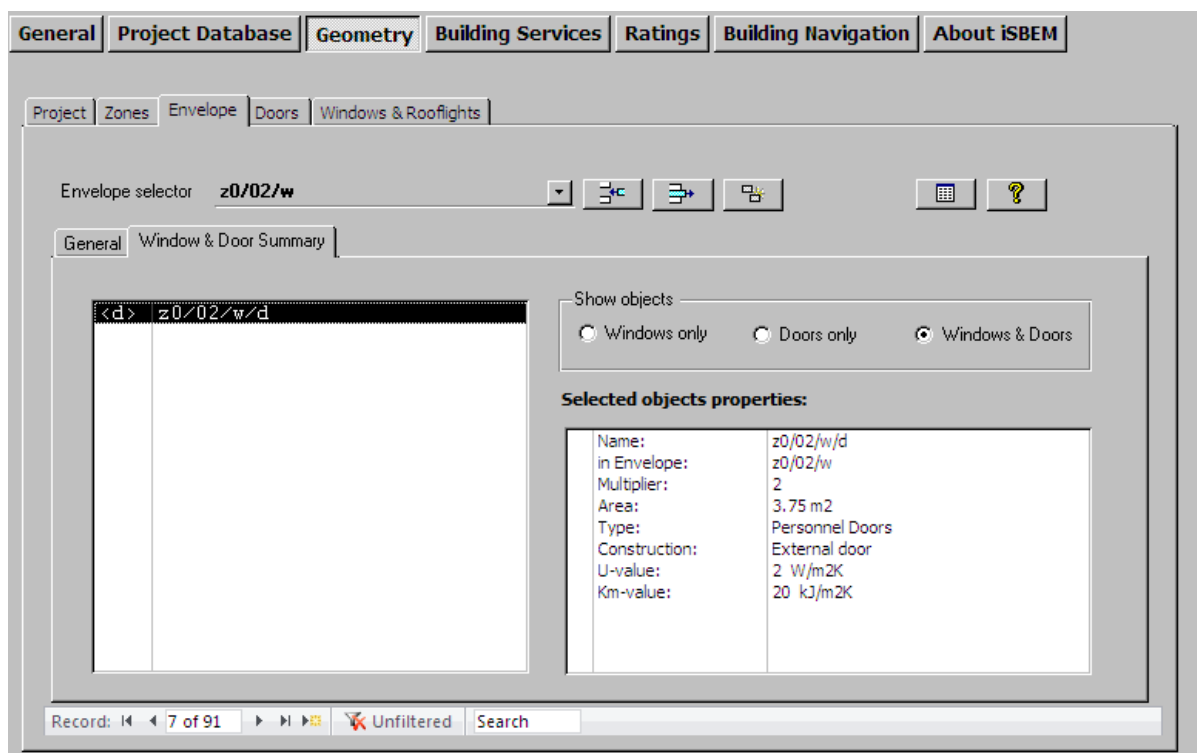 General Project Database Geometry Building Services Ratings Building Navigation About iSBEM
Project Zones Envelope Doors Windows & Rooflights
Envelope selector z0/02/w
General Window & Door Summary
<d> z0/02/w/d
Show objects
Windows only Doors only Windows & Doors
Selected objects properties:
Name: z0/02/w/d
in Envelope: z0/02/w
Multiplier: 2
Area: 3.75 m2
Type: Personnel Doors
Construction: External door
U-value: 2 W/m2K
Km-value: 20 kJ/m2K
Record: 7 of 91 Unfiltered Search